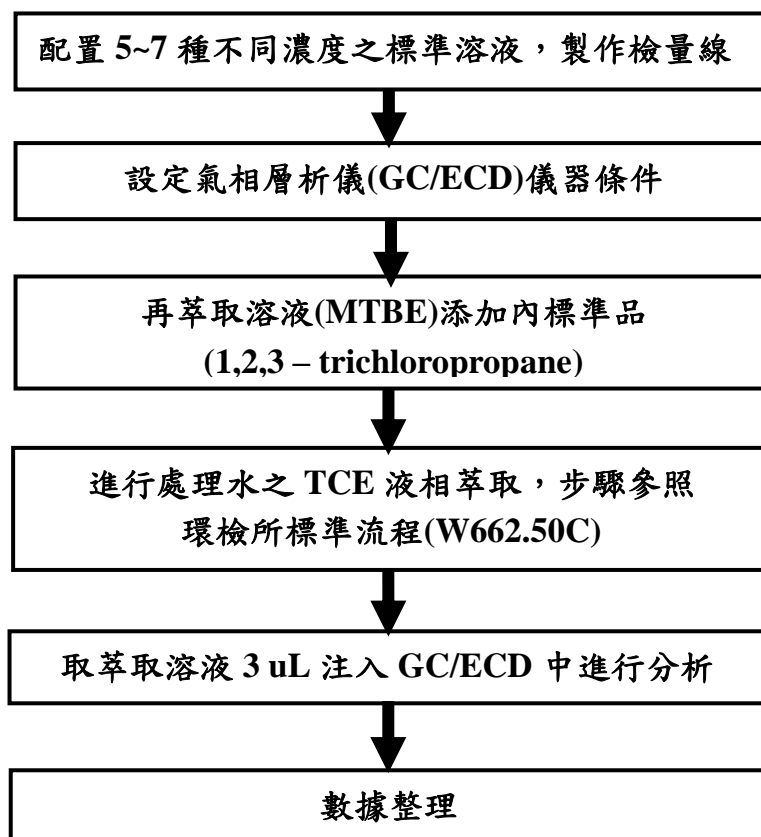 配置 5~7 種不同濃度之標準溶液，製作檢量線
設定氣相層析儀(GC/ECD)儀器條件
再萃取溶液(MTBE)添加內標準品
(1,2,3 – trichloropropane)
進行處理水之 TCE 液相萃取，步驟參照
環檢所標準流程(W662.50C)
取萃取溶液 3 uL 注入 GC/ECD 中進行分析
數據整理